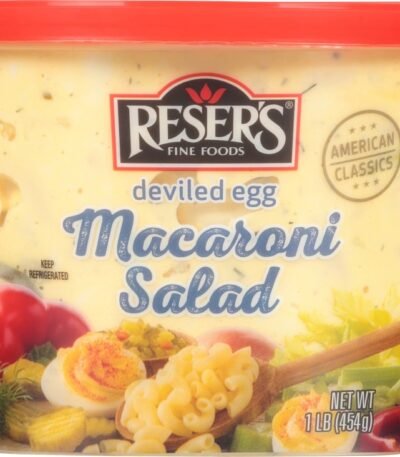 RESER'S®
FINE FOODS
AMERICAN
CLASSICS
deviled egg
Macaroni
Salad
KEEP
REFRIGERATED
NET WT
1 LB (454g)